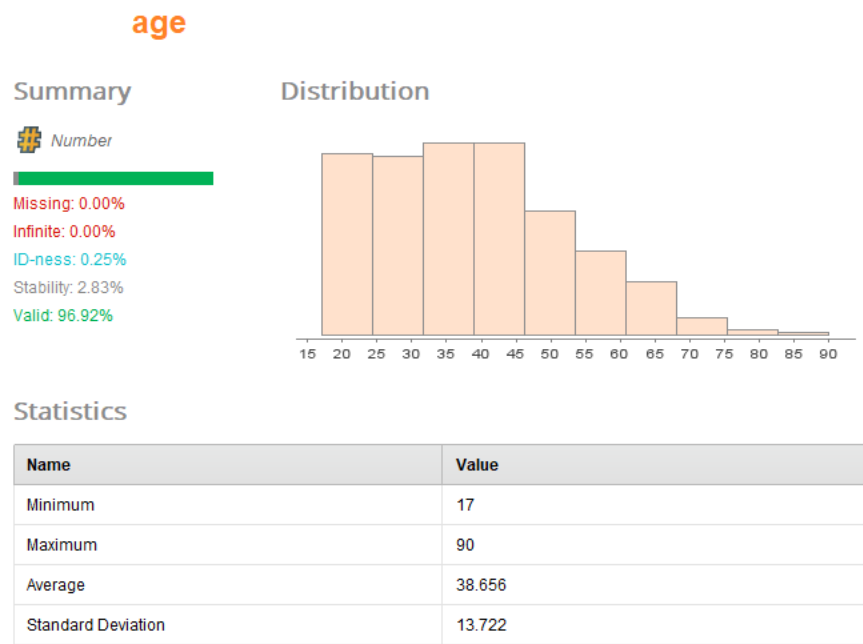 age
Summary
Distribution
# Number
Missing: 0.00%
Infinite: 0.00%
ID-ness: 0.25%
Stability: 2.83%
Valid: 96.92%
15 20 25 30 35 40 45 50 55 60 65 70 75 80 85 90
Statistics
Name Value
Minimum 17
Maximum 90
Average 38.656
Standard Deviation 13.722